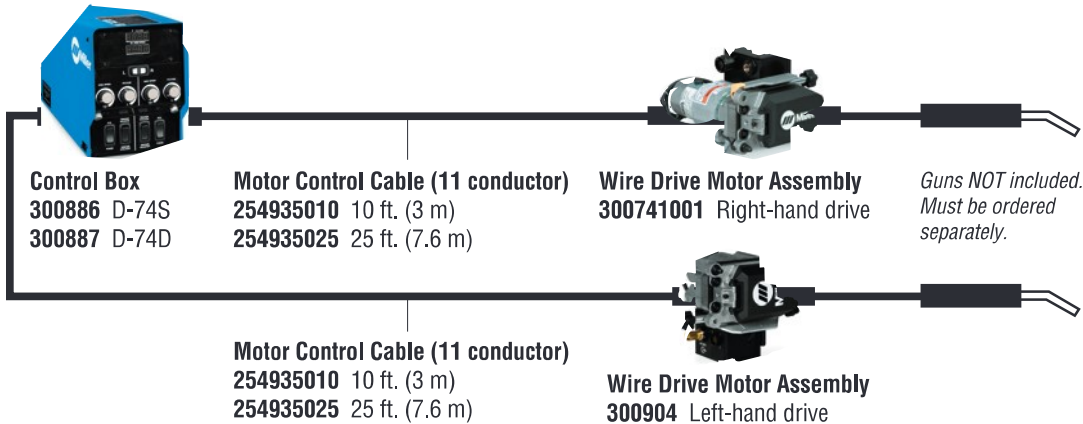 Miller
Control Box
300886 D-74S
300887 D-74D
Motor Control Cable (11 conductor)
254935010 10 ft. (3 m)
254935025 25 ft. (7.6 m)
Wire Drive Motor Assembly
300741001 Right-hand drive
Guns NOT included.
Must be ordered
separately.
Motor Control Cable (11 conductor)
254935010 10 ft. (3 m)
254935025 25 ft. (7.6 m)
Wire Drive Motor Assembly
300904 Left-hand drive